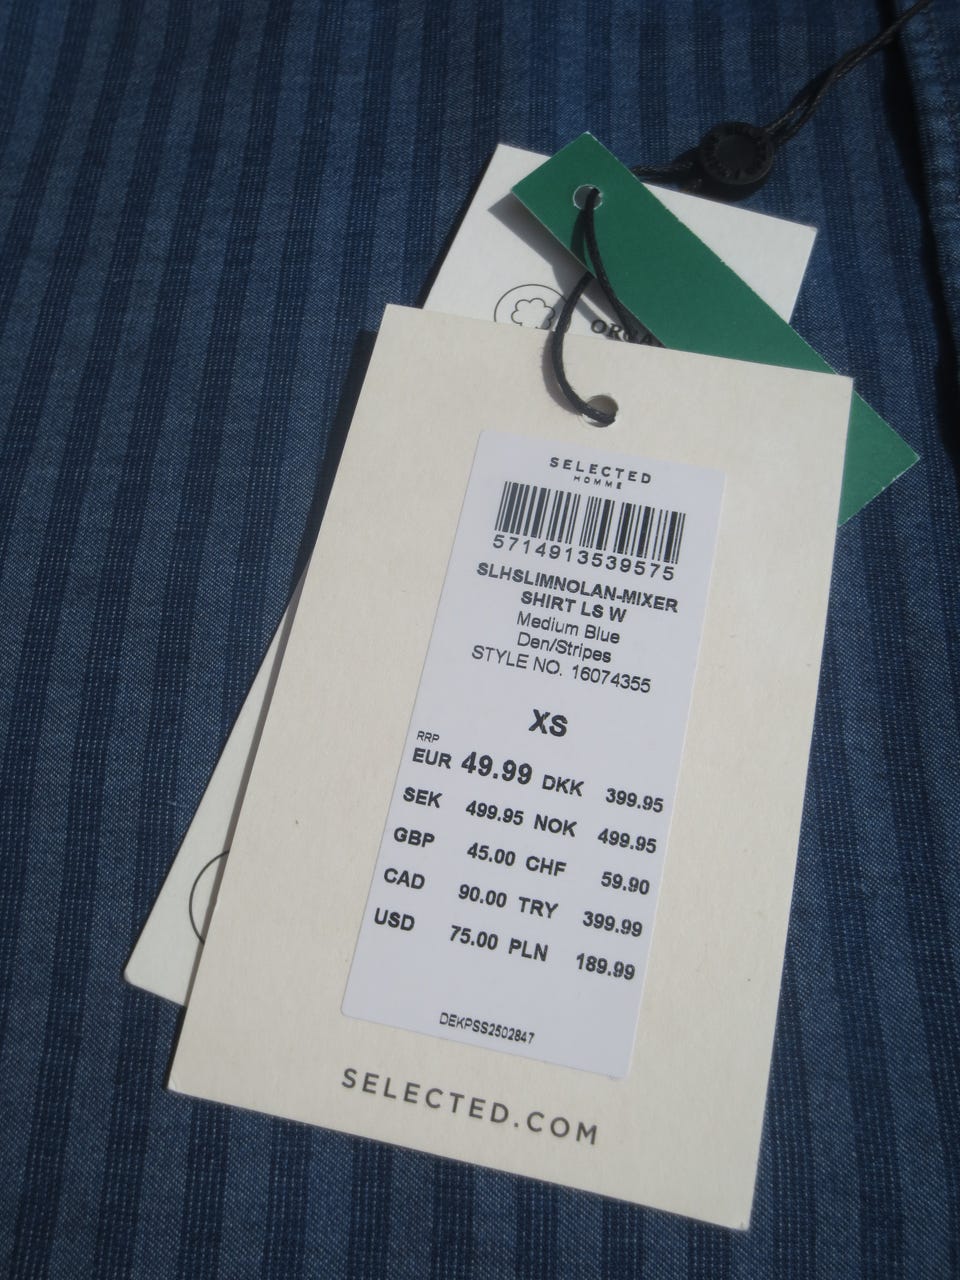 ORGA
SELECTED
HOMME
5714913539575
SLHSLIMNOLAN-MIXER
SHIRT LS W
Medium Blue
Den/Stripes
STYLE NO. 16074355
XS
RRP
EUR 49.99 DKK 399.95
SEK 499.95 NOK 499.95
GBP 45.00 CHF 59.90
CAD 90.00 TRY 399.99
USD 75.00 PLN 189.99
DEKPSS2502847
SELECTED.COM